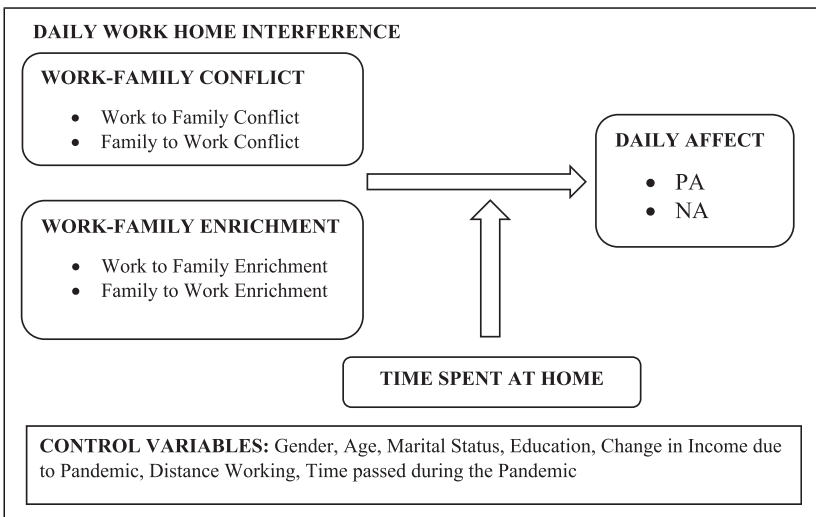 DAILY WORK HOME INTERFERENCE
WORK-FAMILY CONFLICT
• Work to Family Conflict
• Family to Work Conflict
WORK-FAMILY ENRICHMENT
• Work to Family Enrichment
• Family to Work Enrichment
DAILY AFFECT
• PA
• NA
TIME SPENT AT HOME
CONTROL VARIABLES: Gender, Age, Marital Status, Education, Change in Income due
to Pandemic, Distance Working, Time passed during the Pandemic